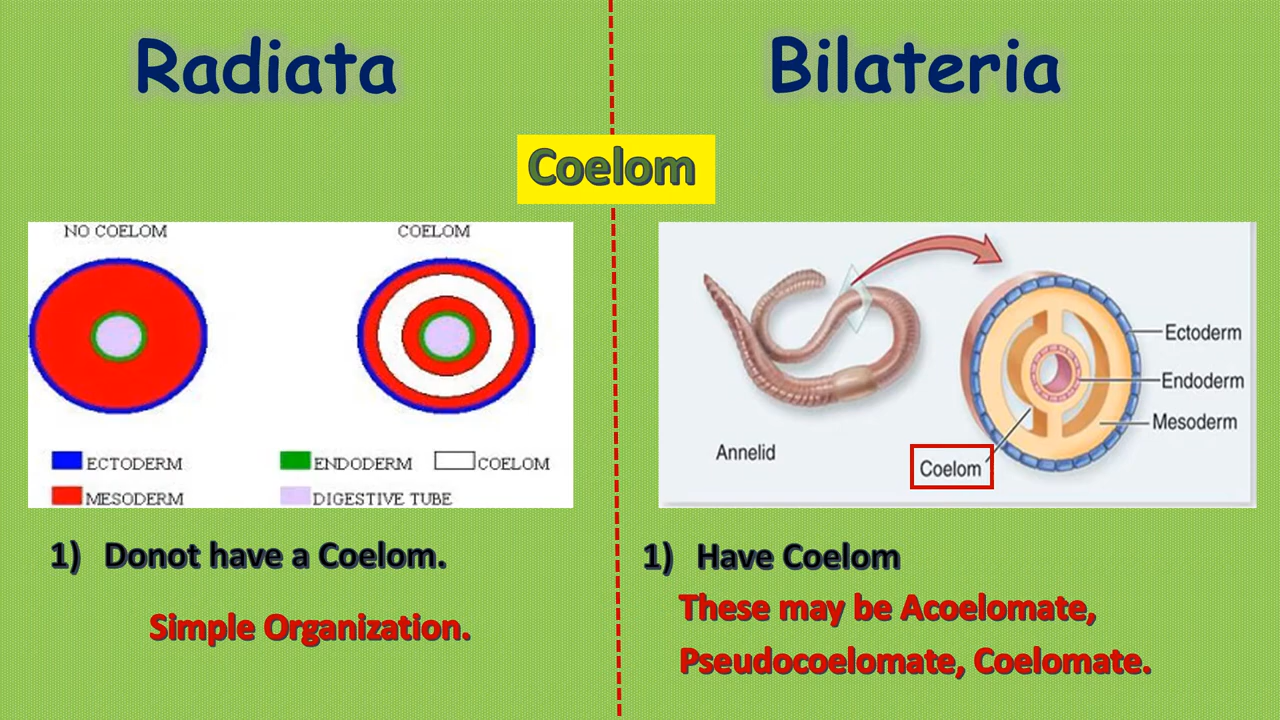 Radiata
Bilateria
Coelom
NO COELOM
COELOM
ECTODERM
ENDODERM
COELOM
MESODERM
DIGESTIVE TUBE
Annelid
Ectoderm
Endoderm
Mesoderm
Coelom
1) Donot have a Coelom.
Simple Organization.
1) Have Coelom
These may be Acoelomate,
Pseudocoelomate, Coelomate.